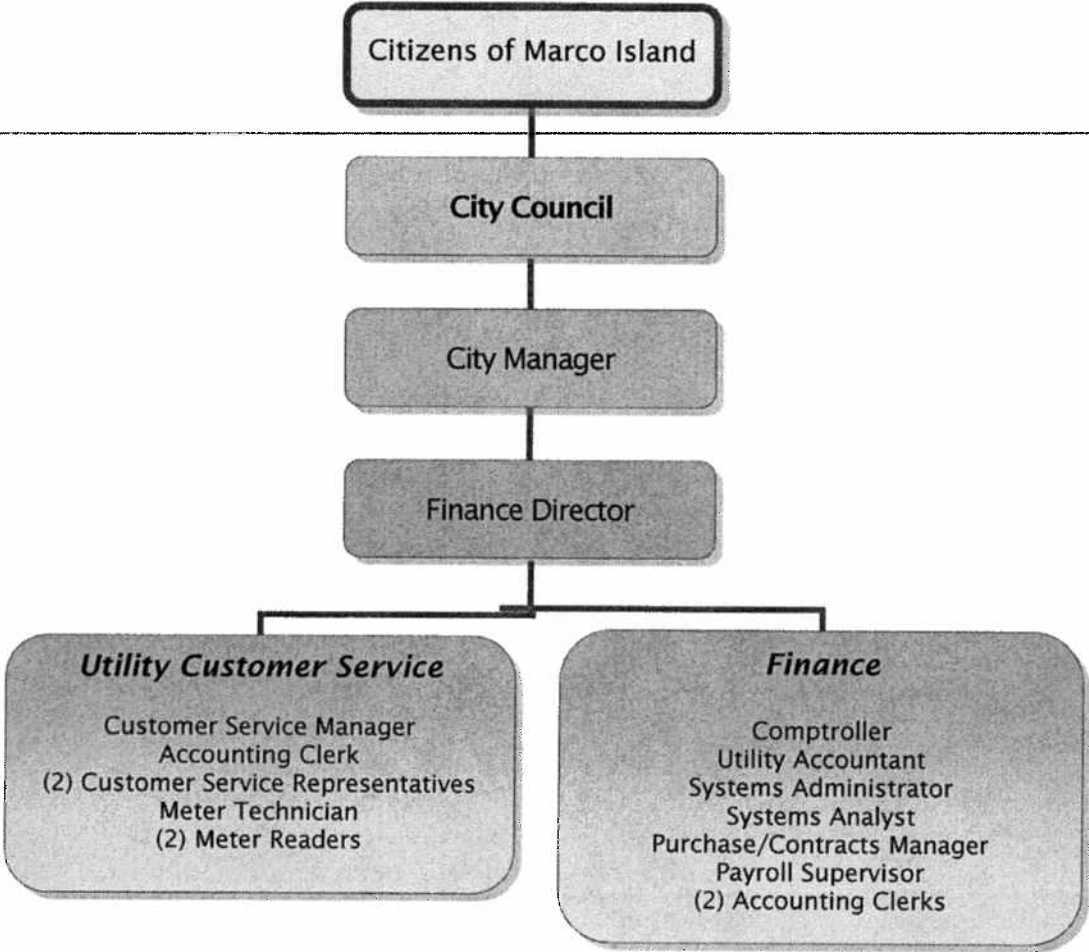 Citizens of Marco Island
City Council
City Manager
Finance Director
Utility Customer Service
Customer Service Manager
Accounting Clerk
(2) Customer Service Representatives
Meter Technician
(2) Meter Readers
Finance
Comptroller
Utility Accountant
Systems Administrator
Systems Analyst
Purchase/Contracts Manager
Payroll Supervisor
(2) Accounting Clerks